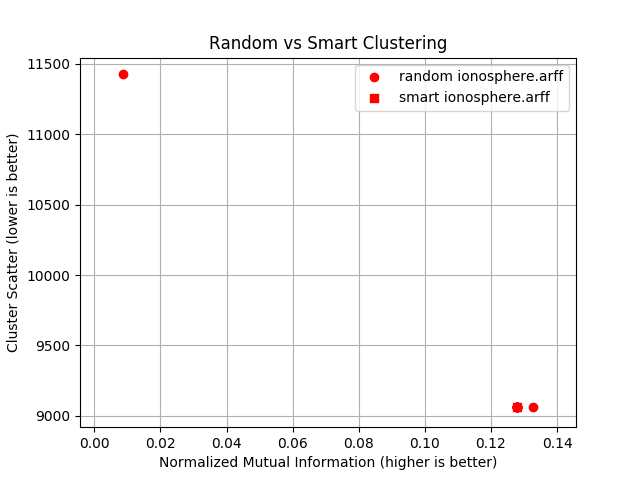 Random vs Smart Clustering
random ionosphere.arff
smart ionosphere.arff
Cluster Scatter (lower is better)
11500
11000
10500
10000
9500
9000
0.00 0.02 0.04 0.06 0.08 0.10 0.12 0.14
Normalized Mutual Information (higher is better)